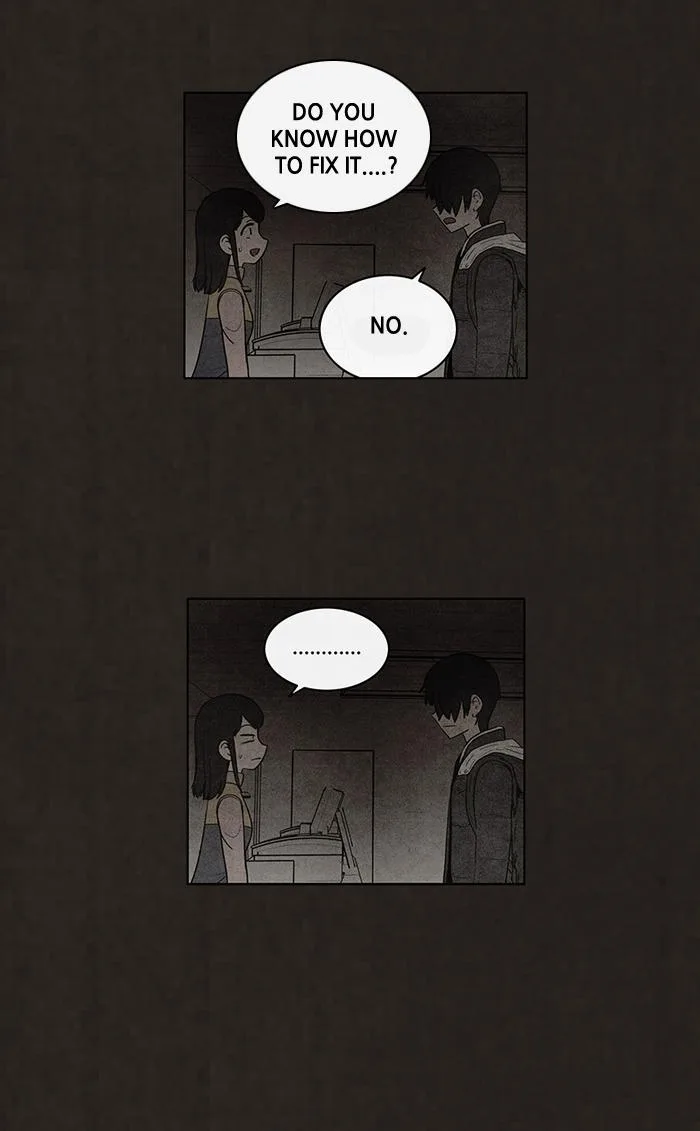 DO YOU
KNOW HOW
TO FIX IT....?
NO.
............